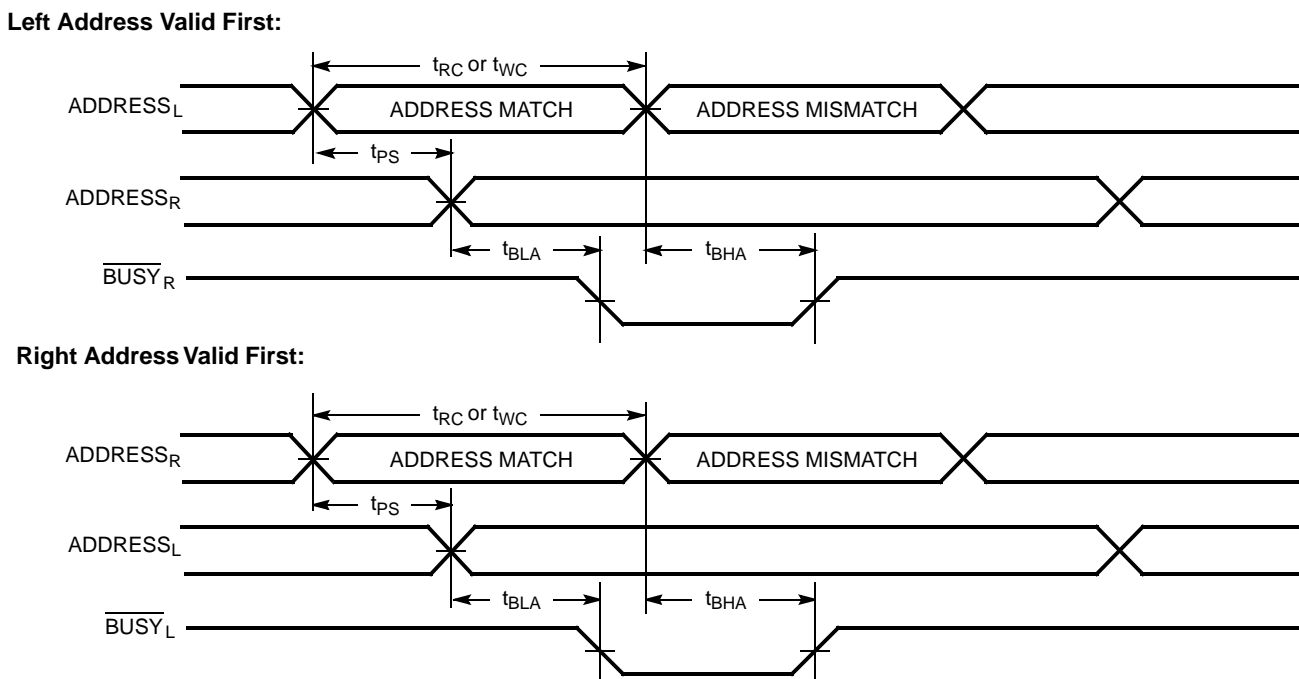 Left Address Valid First:
tRC or tWC
ADDRESSL
ADDRESS MATCH
ADDRESS MISMATCH
tPS
ADDRESSR
tBLA
tBHA
BUSYR
Right Address Valid First:
tRC or tWC
ADDRESSR
ADDRESS MATCH
ADDRESS MISMATCH
tPS
ADDRESSL
tBLA
tBHA
BUSYL